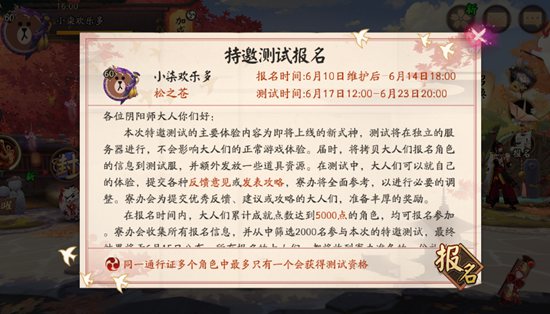 16:00
60
小柒欢乐多
新
特邀测试报名
60
小柒欢乐多
松之苍
报名时间:6月10日维护后-6月14日18:00
测试时间:6月17日12:00-6月23日20:00
各位阴阳师大人你们好:
本次特邀测试的主要体验内容为即将上线的新式神，测试将在独立的服
务器进行，不会影响大人们的正常游戏体验。届时，将拷贝大人们报名角色
的信息到测试服，并额外发放一些道具资源。在测试中，大人们可以就自己
的体验，提交各种反馈意见或发表攻略，寮办将全面参考，以进行必要的调
整。寮办会为提交优秀反馈、建议或攻略的大人们，准备丰厚的奖励。
在报名时间内，大人们累计成就点数达到5000点的角色，均可报名参加
。寮办会收集所有报名的信息，并从中筛选2000名参与本次的特邀测试，最终
同一通行证多个角色中最多只有一个会获得测试资格
报名